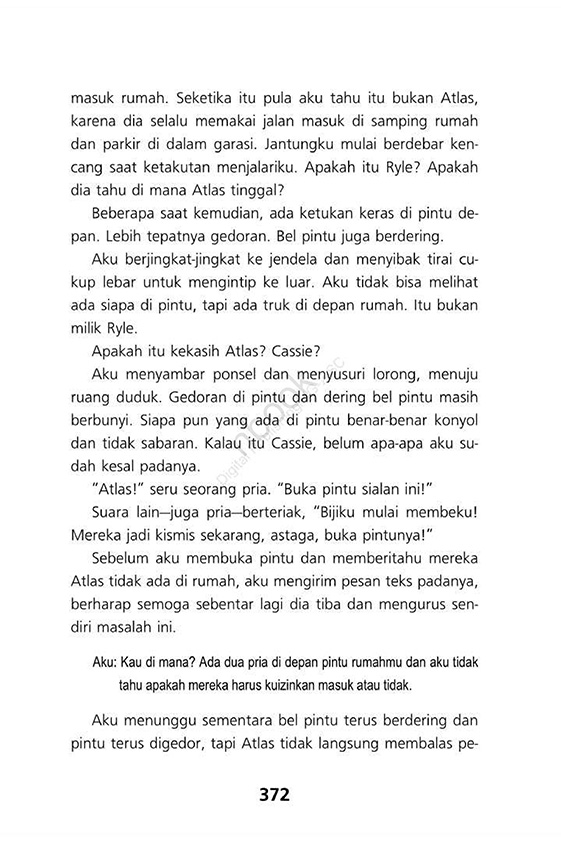 masuk rumah. Seketika itu pula aku tahu itu bukan Atlas,
karena dia selalu memakai jalan masuk di samping rumah
dan parkir di dalam garasi. Jantungku mulai berdebar ken-
cang saat ketakutan menjalariku. Apakah itu Ryle? Apakah
dia tahu di mana Atlas tinggal?
Beberapa saat kemudian, ada ketukan keras di pintu de-
pan. Lebih tepatnya gedoran. Bel pintu juga berdering.
Aku berjingkat-jingkat ke jendela dan menyibak tirai cu-
kup lebar untuk mengintip ke luar. Aku tidak bisa melihat
ada siapa di pintu, tapi ada truk di depan rumah. Itu bukan
milik Ryle.
Apakah itu kekasih Atlas? Cassie?
Aku menyambar ponsel dan menyusuri lorong, menuju
ruang duduk. Gedoran di pintu dan dering bel pintu masih
berbunyi. Siapa pun yang ada di pintu benar-benar konyol
dan tidak sabaran. Kalau itu Cassie, belum apa-apa aku su-
dah kesal padanya.
“Atlas!” seru seorang pria. “Buka pintu sialan ini!”
Suara lain—juga pria—berteriak, “Bijiku mulai membeku!
Mereka jadi kismis sekarang, astaga, buka pintunya!”
Sebelum aku membuka pintu dan memberitahu mereka
Atlas tidak ada di rumah, aku mengirim pesan teks padanya,
berharap semoga sebentar lagi dia tiba dan mengurus sen-
diri masalah ini.
Aku: Kau di mana? Ada dua pria di depan pintu rumahmu dan aku tidak
tahu apakah mereka harus kuizinkan masuk atau tidak.
Aku menunggu sementara bel pintu terus berdering dan
pintu terus digedor, tapi Atlas tidak langsung membalas pe-
372